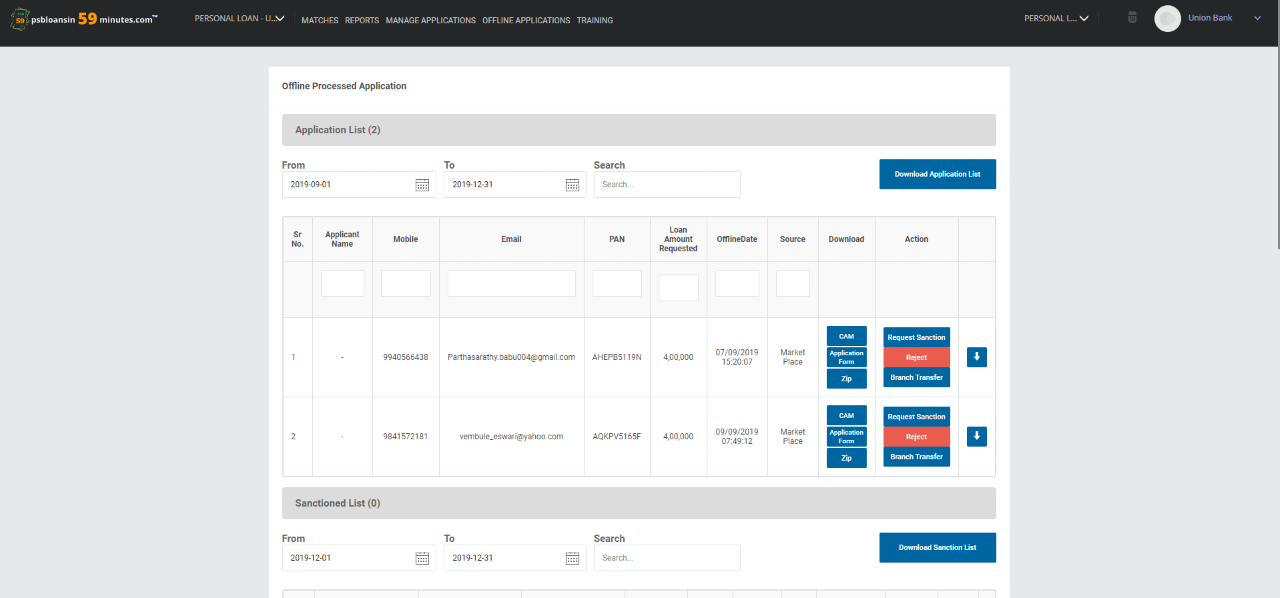 psbloansin 59 minutes.com
PERSONAL LOAN - U...
MATCHES REPORTS MANAGE APPLICATIONS OFFLINE APPLICATIONS TRAINING
PERSONAL L...
Union Bank
Offline Processed Application
Application List (2)
From To Search
2019-09-01 2019-12-31 Search...
Download Application List
Sr No. Applicant Name Mobile Email PAN Loan Amount Requested OfflineDate Source Download Action
1 - 9940566438 Parthasarathy.babu004@gmail.com AHEPB5119N 4,00,000 07/09/2019 15:20:07 Market Place
CAM
Application Form
Zip
Request Sanction
Reject
Branch Transfer
2 - 9841572181 vembule_eswari@yahoo.com AQKPV5165F 4,00,000 09/09/2019 07:49:12 Market Place
CAM
Application Form
Zip
Request Sanction
Reject
Branch Transfer
Sanctioned List (0)
From To Search
2019-12-01 2019-12-31 Search...
Download Sanction List